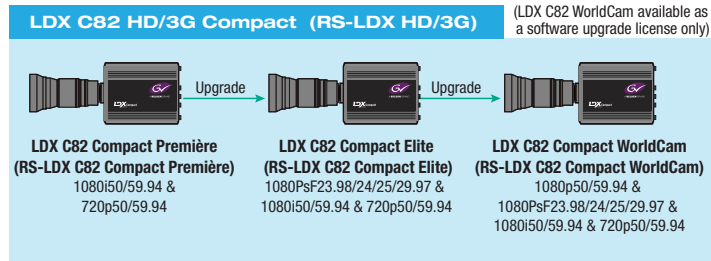 LDX C82 HD/3G Compact (RS-LDX HD/3G)
(LDX C82 WorldCam available as
a software upgrade license only)
Upgrade
Upgrade
LDX C82 Compact Première
(RS-LDX C82 Compact Première)
1080i50/59.94 &
720p50/59.94
LDX C82 Compact Elite
(RS-LDX C82 Compact Elite)
1080PsF23.98/24/25/29.97 &
1080i50/59.94 & 720p50/59.94
LDX C82 Compact WorldCam
(RS-LDX C82 Compact WorldCam)
1080p50/59.94 &
1080PsF23.98/24/25/29.97 &
1080i50/59.94 & 720p50/59.94